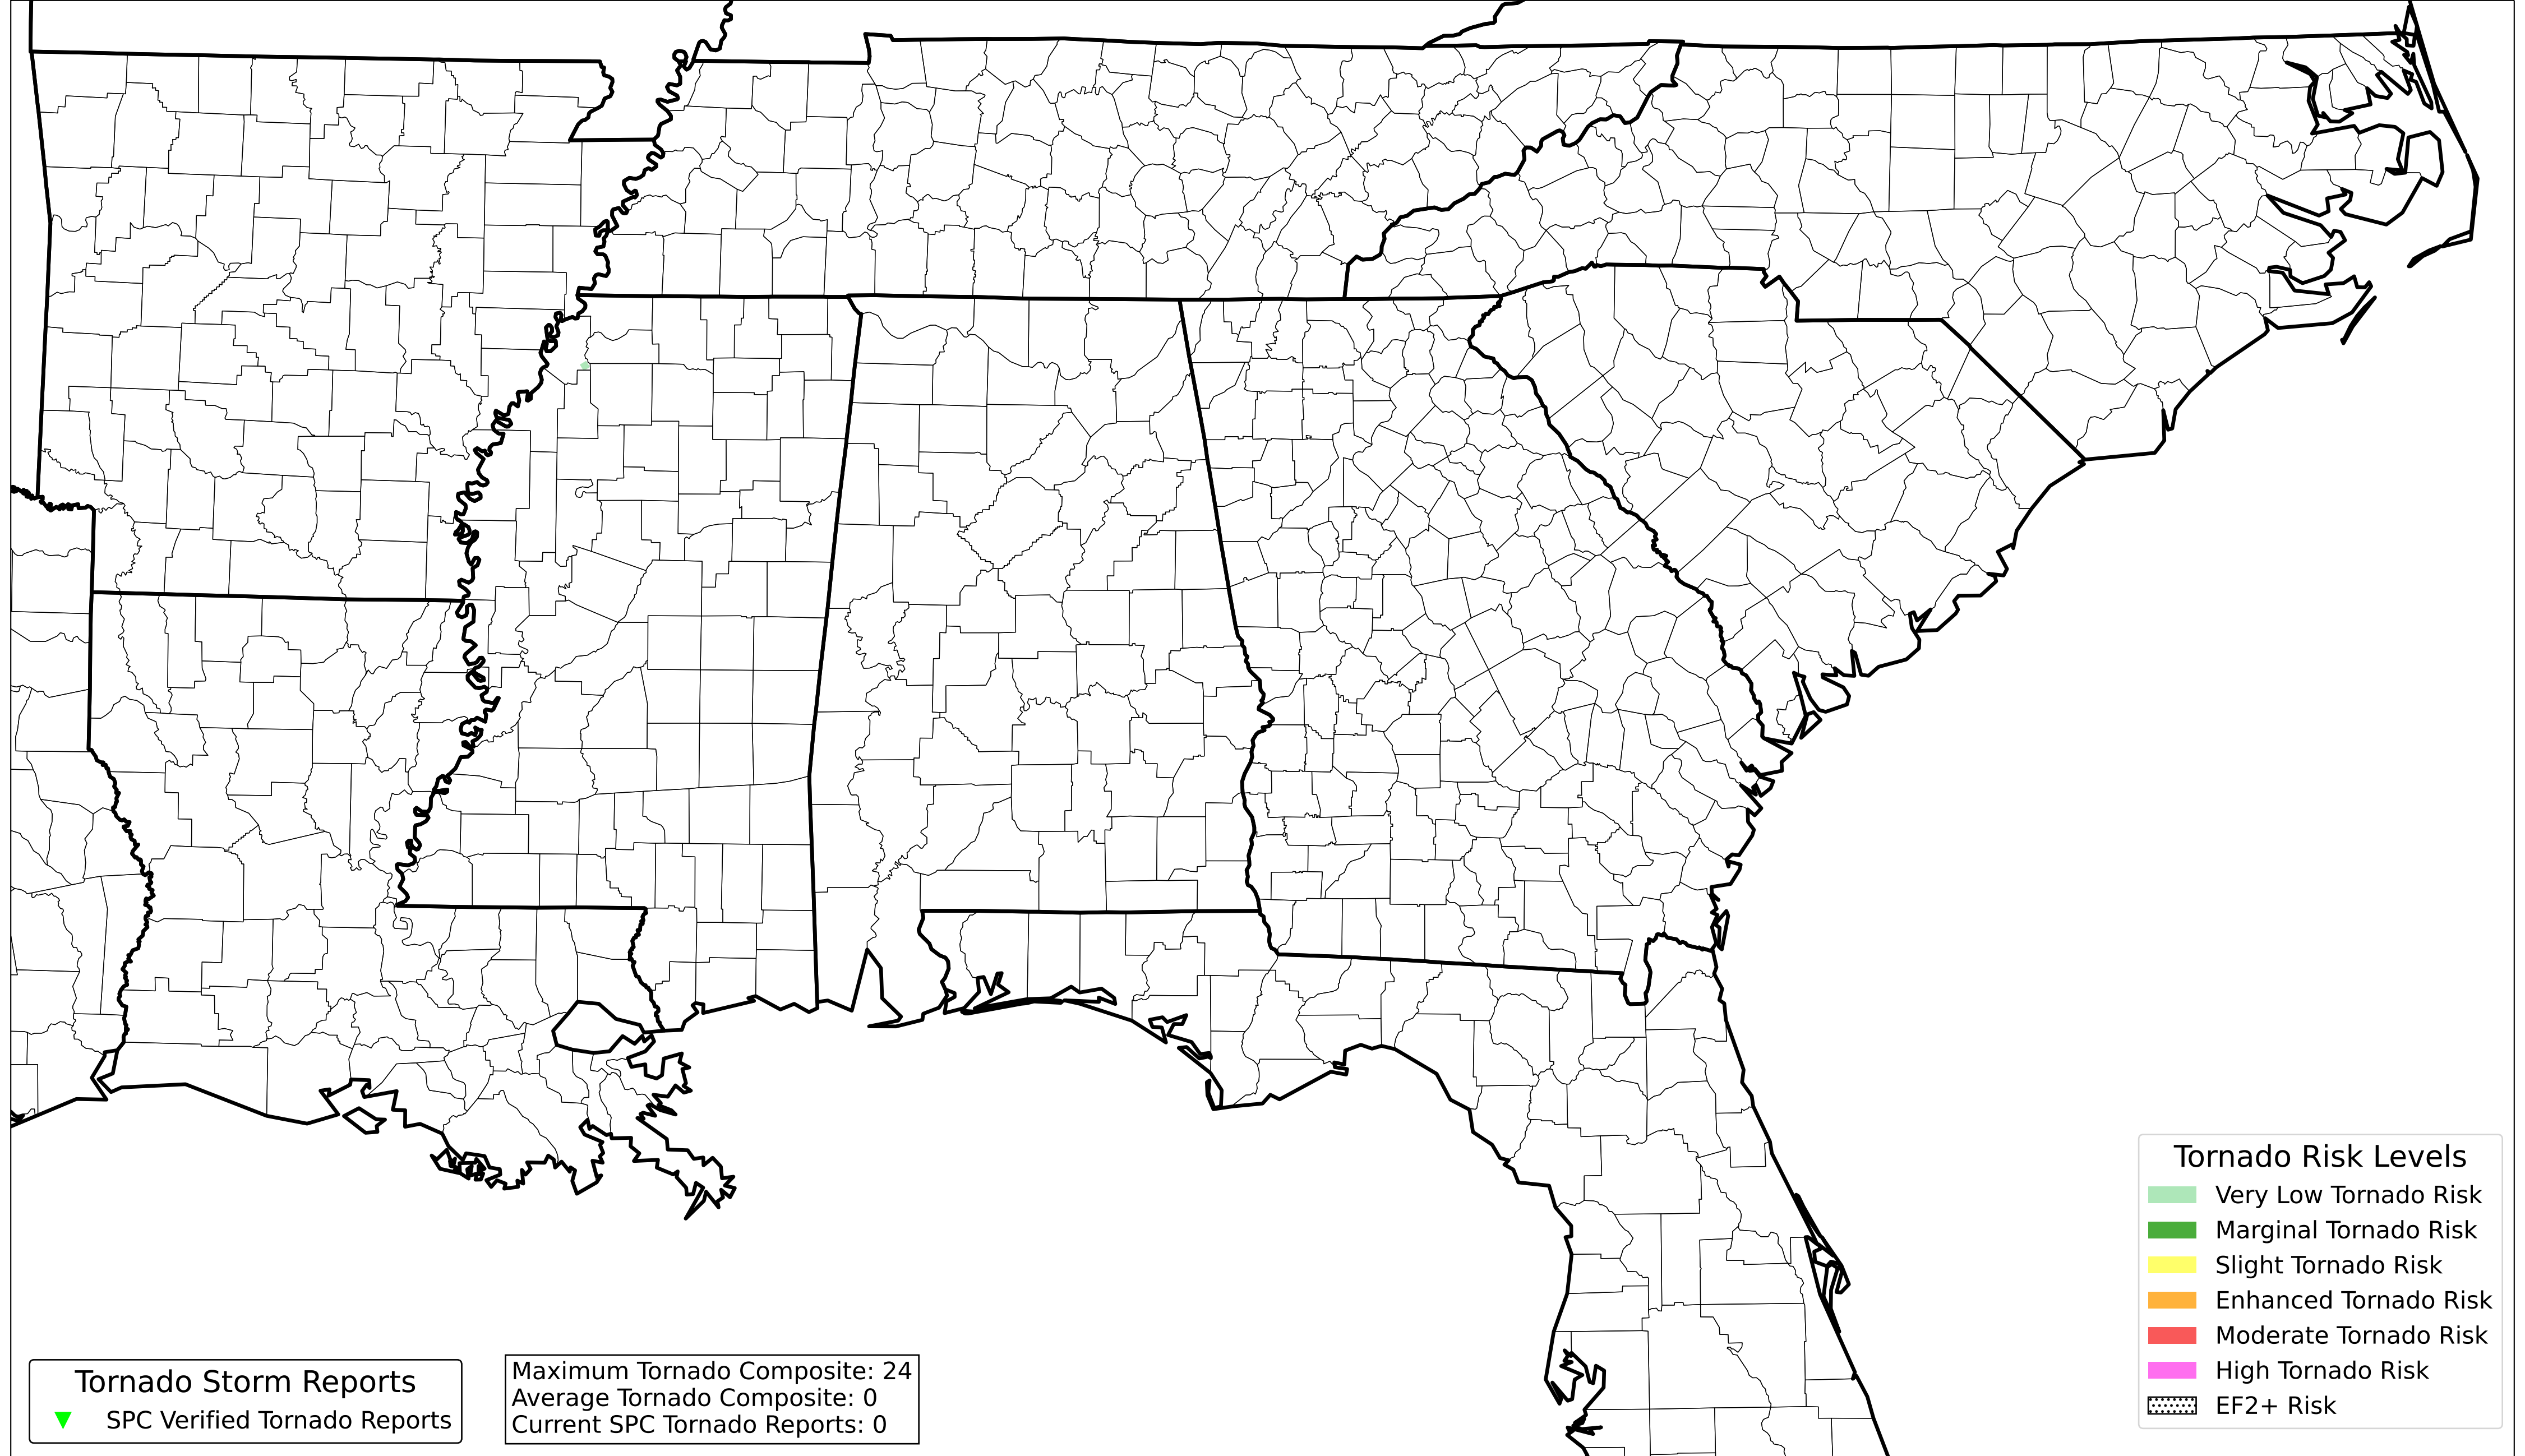 Tornado Risk Levels
Very Low Tornado Risk
Marginal Tornado Risk
Slight Tornado Risk
Enhanced Tornado Risk
Moderate Tornado Risk
High Tornado Risk
EF2+ Risk
Tornado Storm Reports
SPC Verified Tornado Reports
Maximum Tornado Composite: 24
Average Tornado Composite: 0
Current SPC Tornado Reports: 0